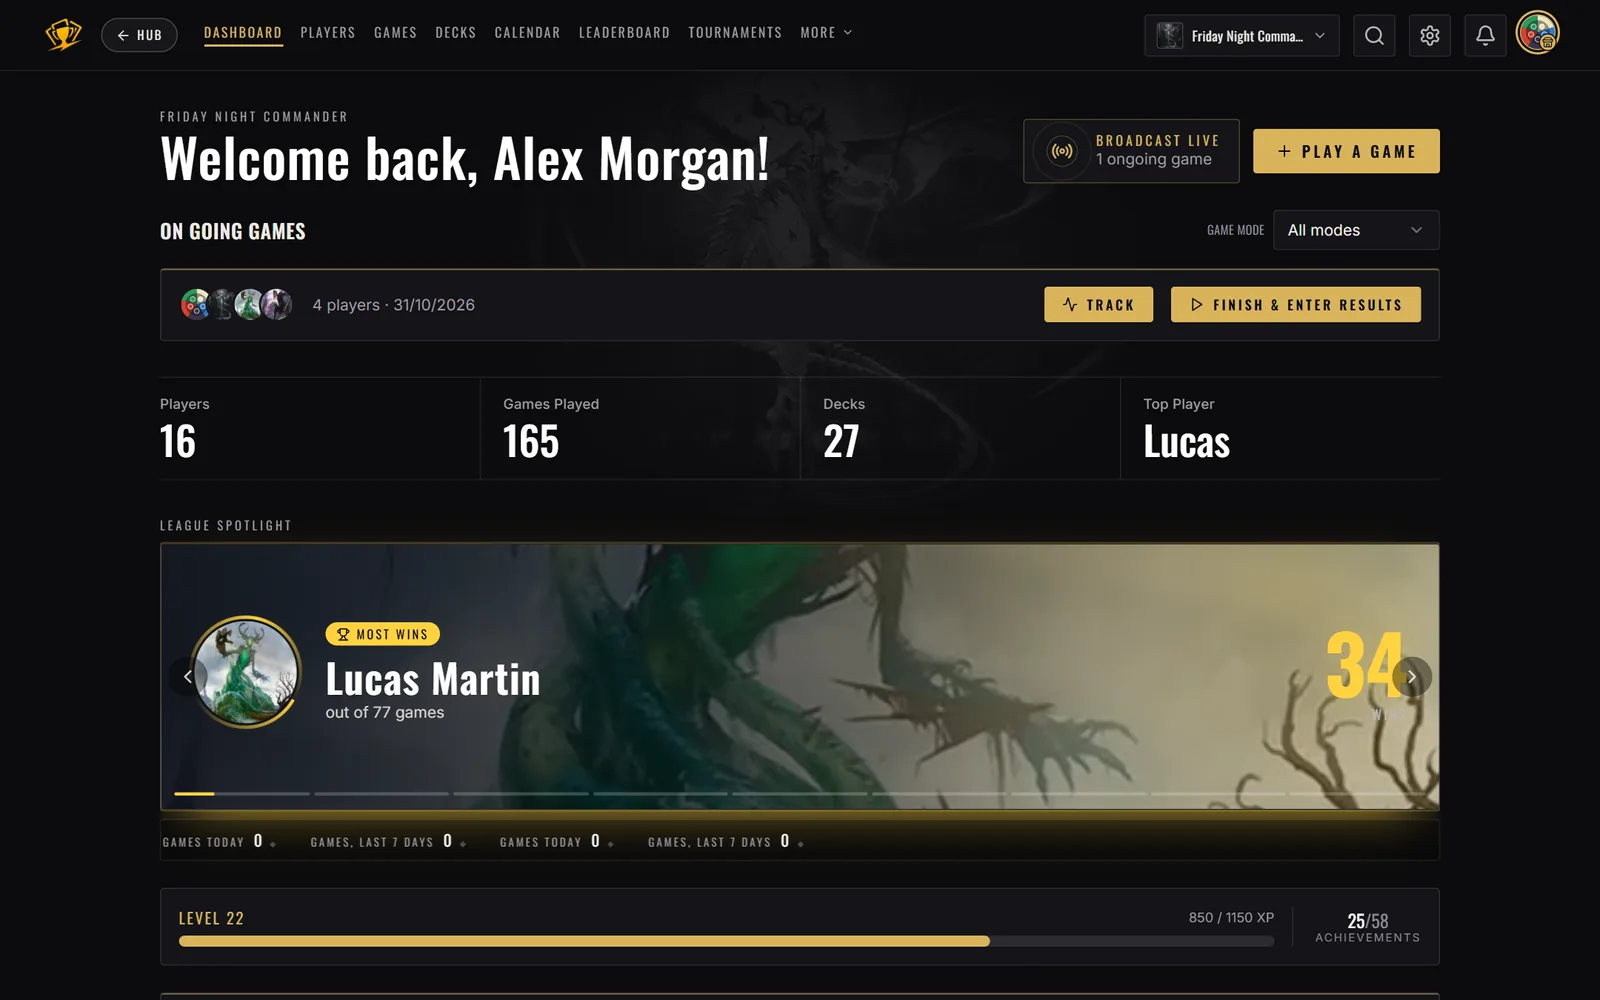 HUB
DASHBOARD
PLAYERS
GAMES
DECKS
CALENDAR
LEADERBOARD
TOURNAMENTS
MORE
Friday Night Comma...
FRIDAY NIGHT COMMANDER
Welcome back, Alex Morgan!
BROADCAST LIVE
1 ongoing game
+ PLAY A GAME
ON GOING GAMES
GAME MODE
All modes
4 players · 31/10/2026
TRACK
FINISH & ENTER RESULTS
Players
16
Games Played
165
Decks
27
Top Player
Lucas
LEAGUE SPOTLIGHT
MOST WINS
Lucas Martin
out of 77 games
34
GAMES TODAY 0
GAMES, LAST 7 DAYS 0
GAMES TODAY 0
GAMES, LAST 7 DAYS 0
LEVEL 22
850 / 1150 XP
25/58
ACHIEVEMENTS